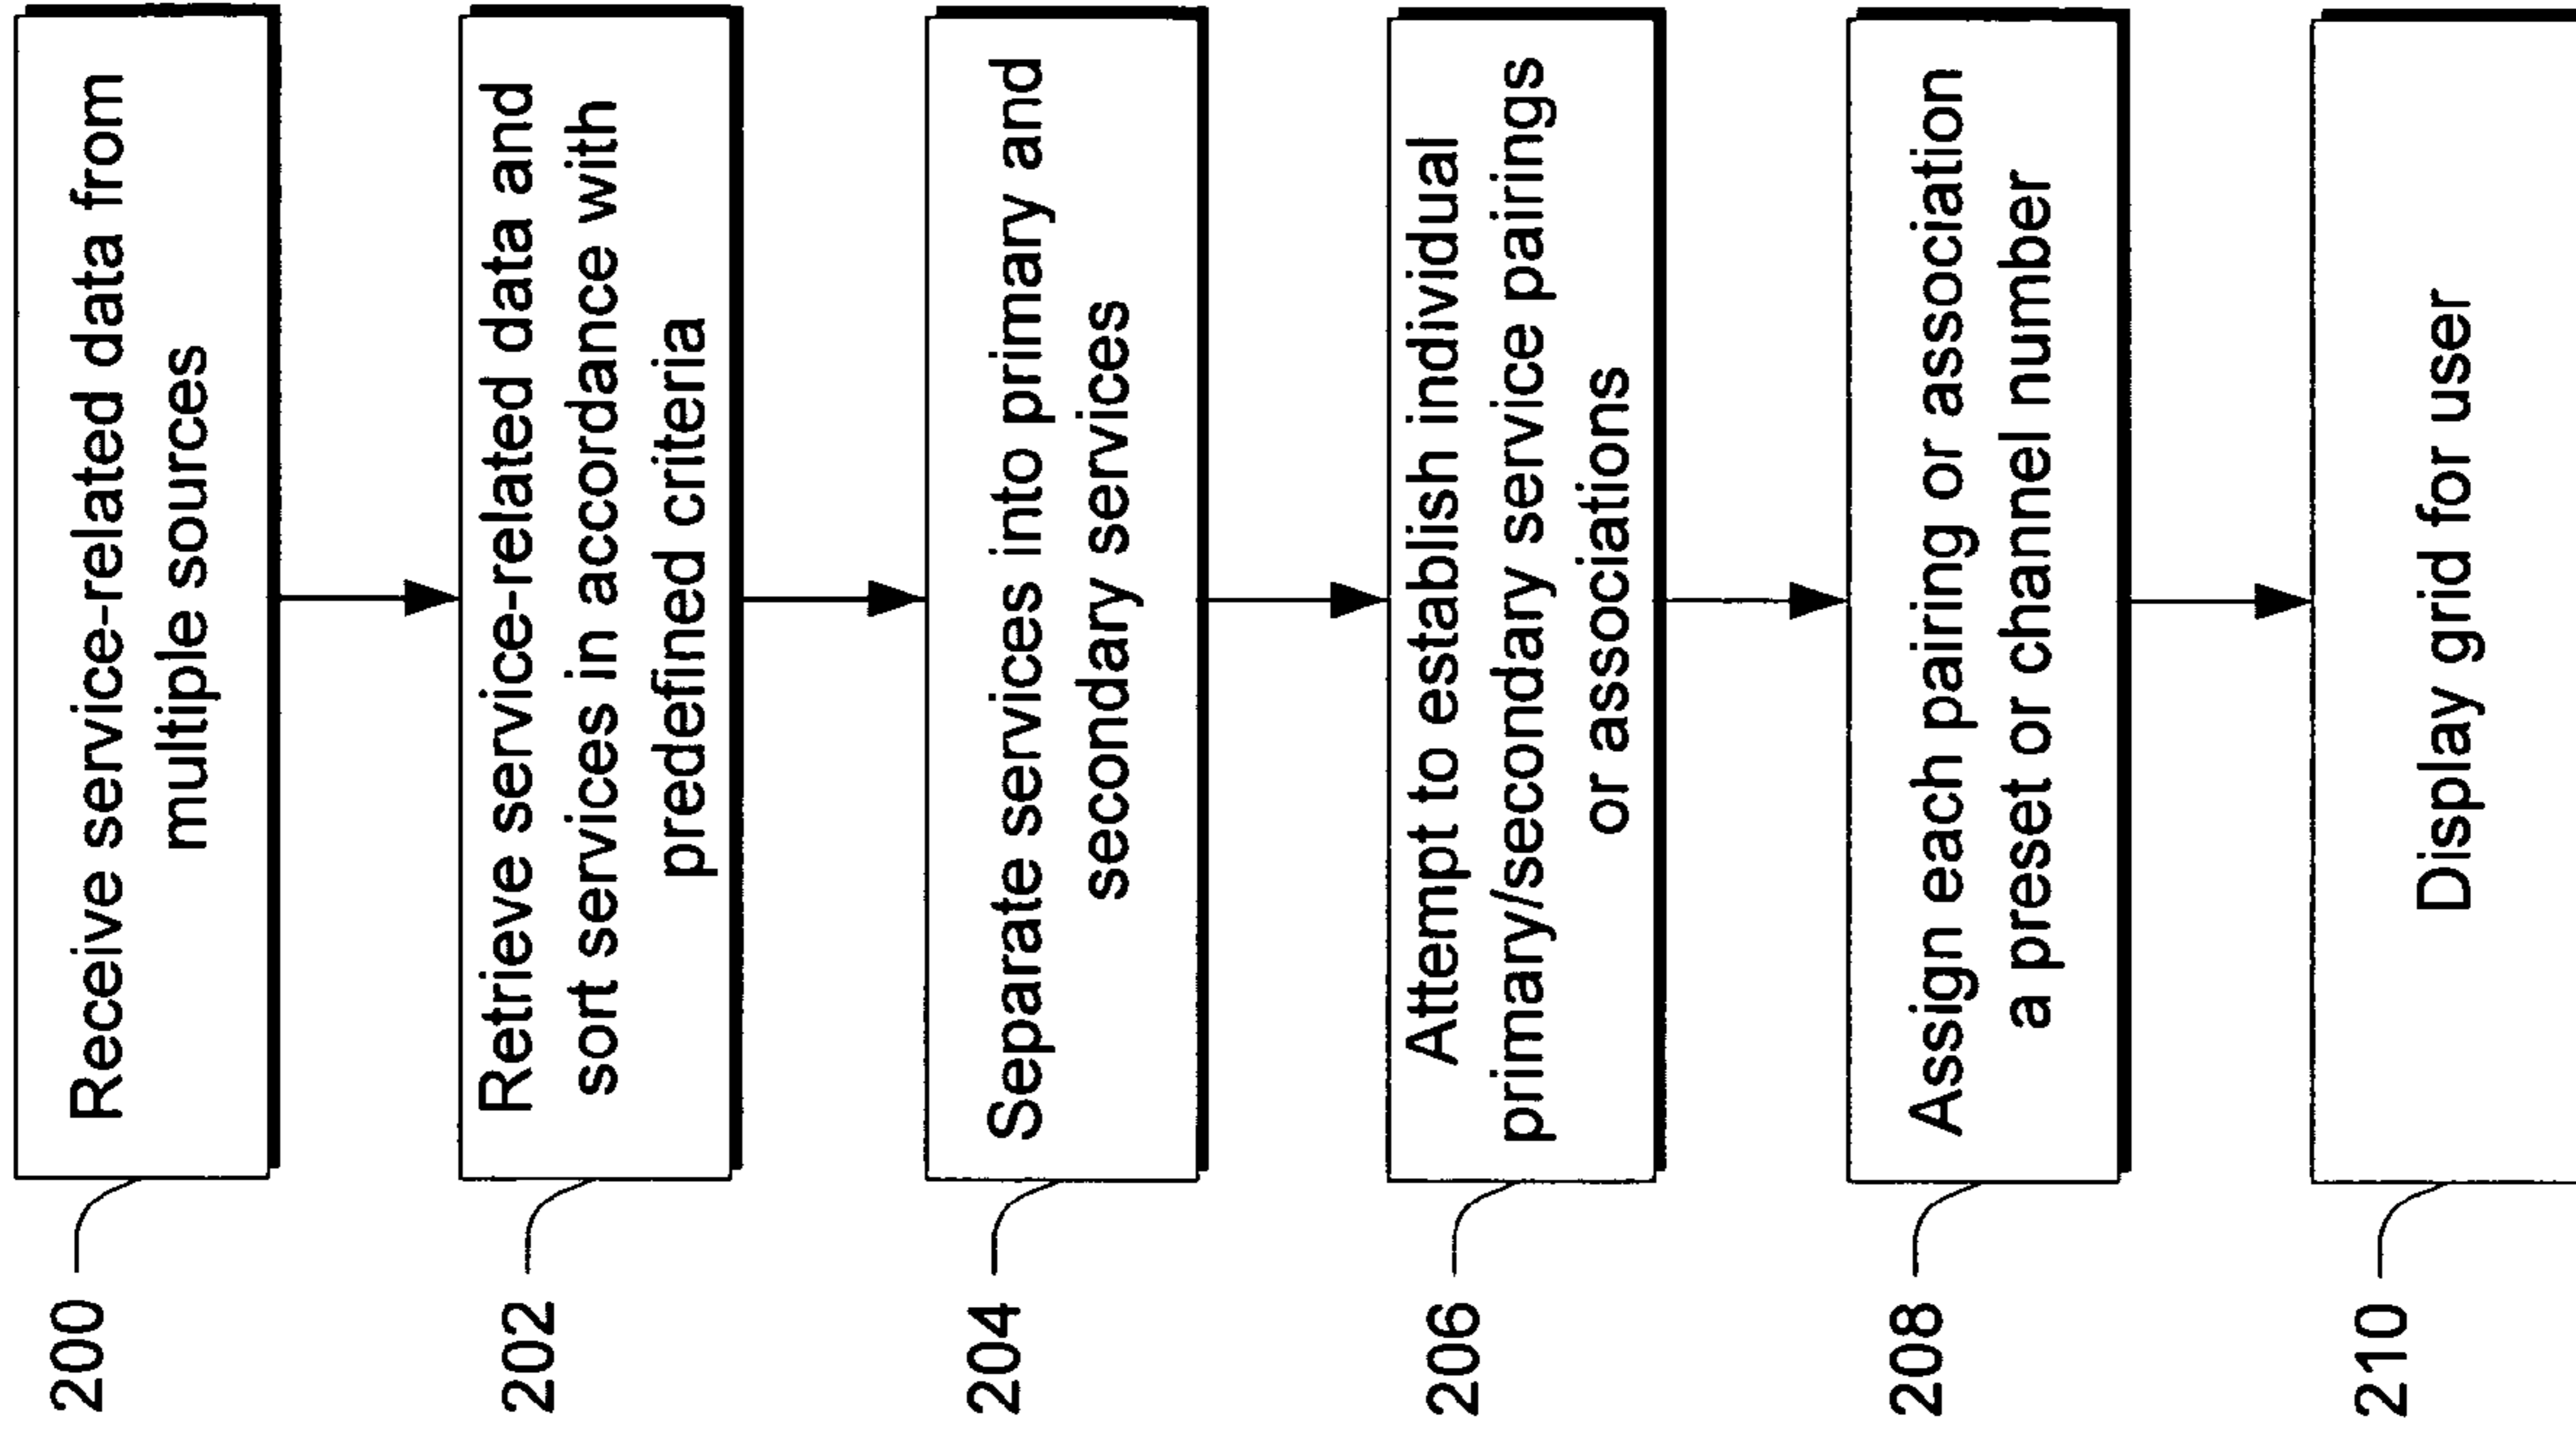 200
Receive service-related data from
multiple sources
202
Retrieve service-related data and
sort services in accordance with
predefined criteria
204
Separate services into primary and
secondary services
206
Attempt to establish individual
primary/secondary service pairings
or associations
208
Assign each pairing or association
a preset or channel number
210
Display grid for user